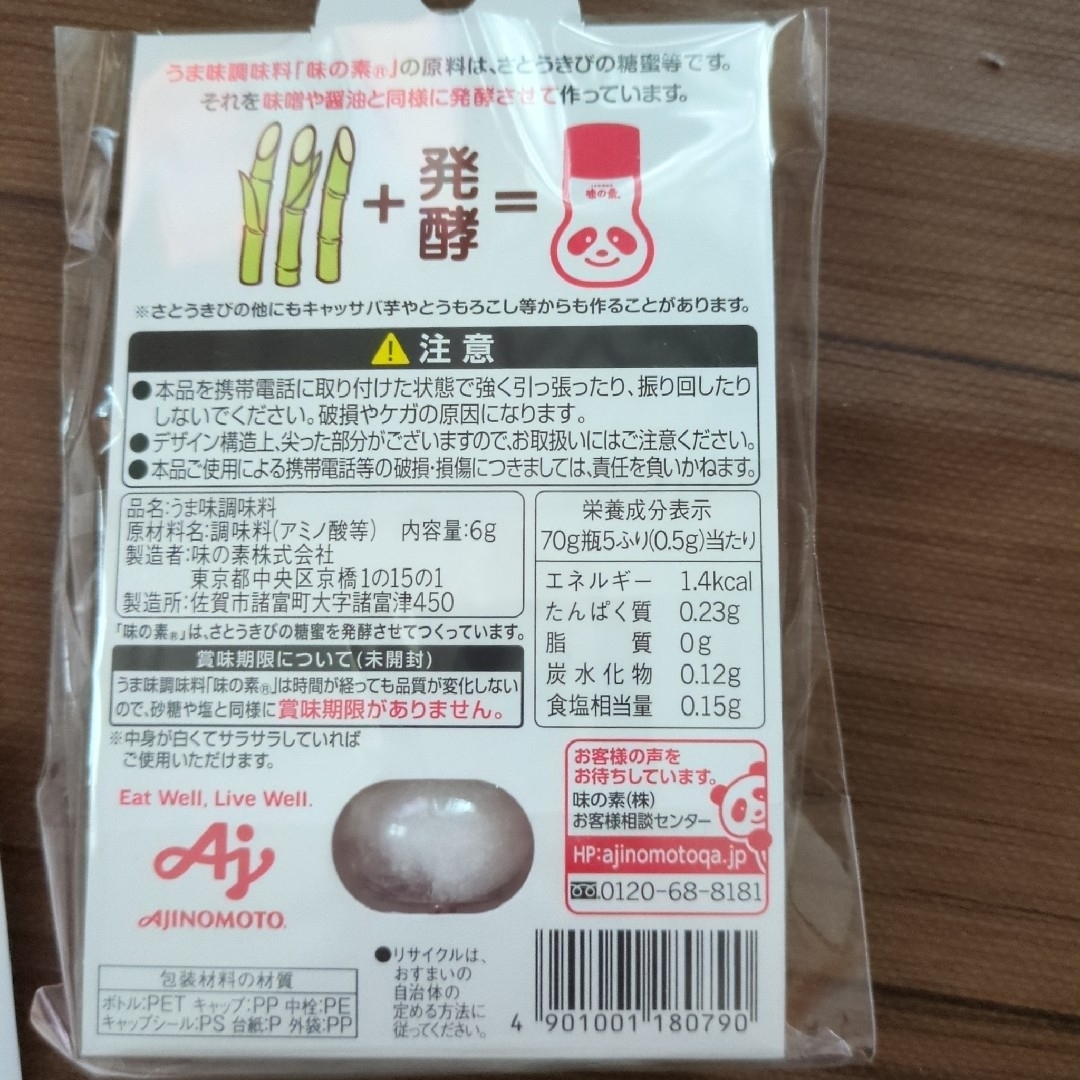 うま味調味料「味の素®」の原料は、さとうきびの糖蜜等です。
それを味噌や醤油と同様に発酵させて作っています。
+ 発酵 =
味の素®
※さとうきびの他にもキャッサバ芋やとうもろこし等からも作ることがあります。
注意
●本品を携帯電話に取り付けた状態で強く引っ張ったり、振り回したり
しないでください。破損やケガの原因になります。
●デザイン構造上、尖った部分がございますので、お取扱いにはご注意ください。
●本品ご使用による携帯電話等の破損・損傷につきましては、責任を負いかねます。
品名:うま味調味料
原材料名:調味料(アミノ酸等) 内容量:6g
製造者:味の素株式会社
東京都中央区京橋1の15の1
製造所:佐賀市諸富町大字諸富津450
「味の素®」は、さとうきびの糖蜜を発酵させてつくっています。
賞味期限について(未開封)
うま味調味料「味の素®」は時間が経っても品質が変化しない
ので、砂糖や塩と同様に賞味期限がありません。
※中身が白くてサラサラしていれば
ご使用いただけます。
栄養成分表示
70g瓶5ふり(0.5g)当たり
エネルギー 1.4kcal
たんぱく質 0.23g
脂質 0g
炭水化物 0.12g
食塩相当量 0.15g
お客様の声を
お待ちしています。
味の素(株)
お客様相談センター
HP:ajinomotoqa.jp
0120-68-8181
Eat Well, Live Well.
Aj
AJINOMOTO®
包装材料の材質
ボトル:PET キャップ:PP 中栓:PE
キャップシール:PS 台紙:P 外袋:PP
●リサイクルは、
おすまいの
自治体の
定める方法に
従ってください。
4 901001 180790